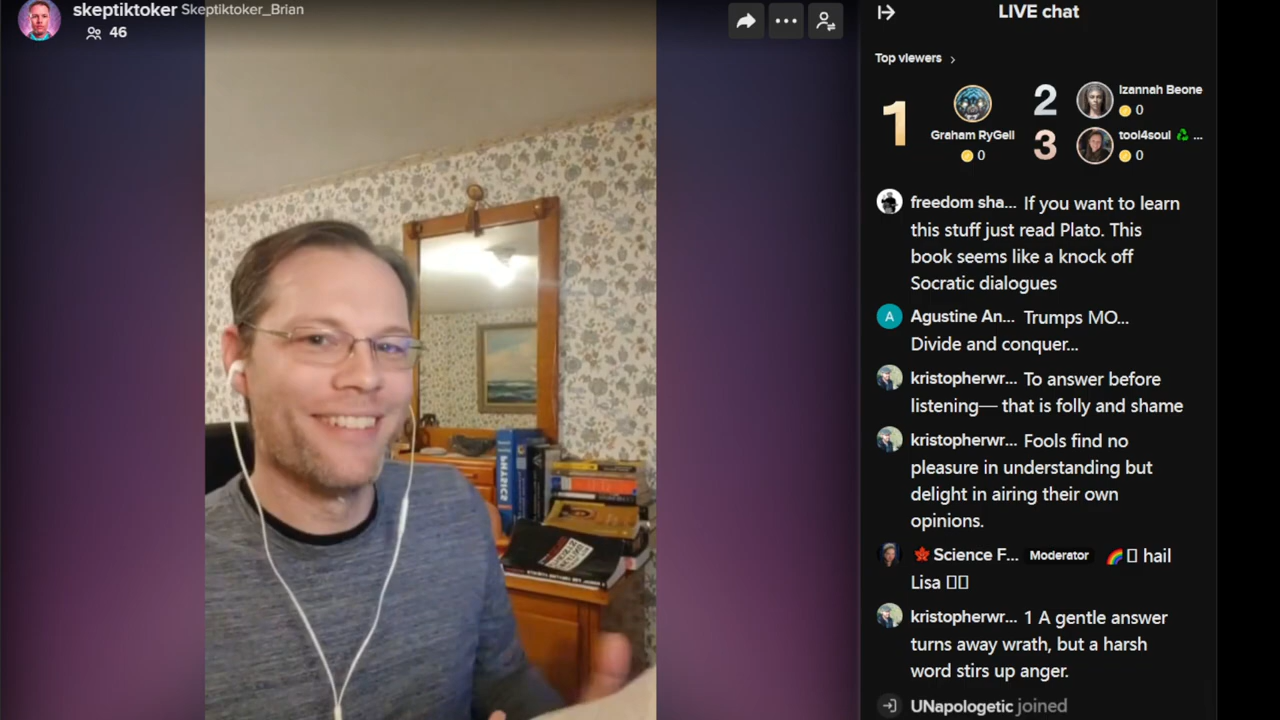 skeptiktoker Skeptiktoker_Brian
46
LIVE chat
Top viewers
1
Graham RyGell
0
2
Izannah Beone
0
3
tool4soul ...
0
freedom sha... If you want to learn
this stuff just read Plato. This
book seems like a knock off
Socratic dialogues
A
Agustine An... Trumps MO...
Divide and conquer...
kristopherwr... To answer before
listening— that is folly and shame
kristopherwr... Fools find no
pleasure in understanding but
delight in airing their own
opinions.
Science F... Moderator hail
Lisa
kristopherwr... 1 A gentle answer
turns away wrath, but a harsh
word stirs up anger.
UNapologetic joined
PHYSICS